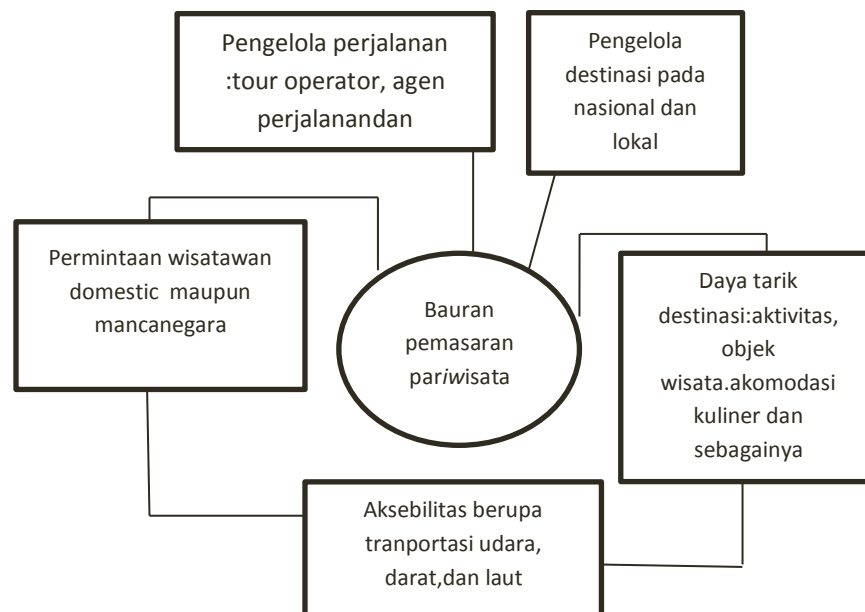 Pengelola perjalanan
:tour operator, agen
perjalanandan
Pengelola
destinasi pada
nasional dan
lokal
Permintaan wisatawan
domestic maupun
mancanegara
Bauran
pemasaran
pariwisata
Daya tarik
destinasi:aktivitas,
objek
wisata.akomodasi
kuliner dan
sebagainya
Aksebilitas berupa
tranportasi udara,
darat,dan laut